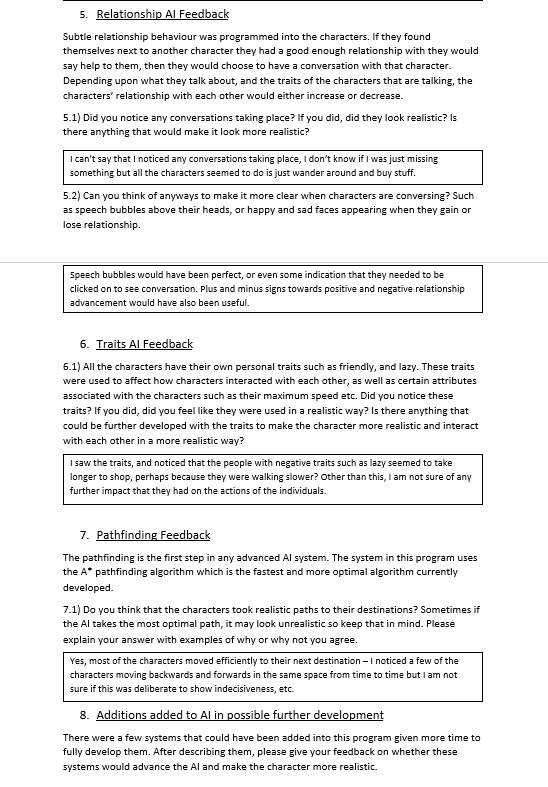 5. Relationship AI Feedback
Subtle relationship behaviour was programmed into the characters. If they found
themselves next to another character they had a good enough relationship with they would
say help to them, then they would choose to have a conversation with that character.
Depending upon what they talk about, and the traits of the characters that are talking, the
characters' relationship with each other would either increase or decrease.
5.1) Did you notice any conversations taking place? If you did, did they look realistic? Is
there anything that would make it look more realistic?
I can't say that I noticed any conversations taking place, I don't know if I was just missing
something but all the characters seemed to do is just wander around and buy stuff.
5.2) Can you think of anyways to make it more clear when characters are conversing? Such
as speech bubbles above their heads, or happy and sad faces appearing when they gain or
lose relationship.
Speech bubbles would have been perfect, or even some indication that they needed to be
clicked on to see conversation. Plus and minus signs towards positive and negative relationship
advancement would have also been useful.
6. Traits AI Feedback
6.1) All the characters have their own personal traits such as friendly, and lazy. These traits
were used to affect how characters interacted with each other, as well as certain attributes
associated with the characters such as their maximum speed etc. Did you notice these
traits? If you did, did you feel like they were used in a realistic way? Is there anything that
could be further developed with the traits to make the character more realistic and interact
with each other in a more realistic way?
I saw the traits, and noticed that the people with negative traits such as lazy seemed to take
longer to shop, perhaps because they were walking slower? Other than this, I am not sure of any
further impact that they had on the actions of the individuals.
7. Pathfinding Feedback
The pathfinding is the first step in any advanced AI system. The system in this program uses
the A* pathfinding algorithm which is the fastest and more optimal algorithm currently
developed.
7.1) Do you think that the characters took realistic paths to their destinations? Sometimes if
the AI takes the most optimal path, it may look unrealistic so keep that in mind. Please
explain your answer with examples of why or why not you agree.
Yes, most of the characters moved efficiently to their next destination – I noticed a few of the
characters moving backwards and forwards in the same space from time to time but I am not
sure if this was deliberate to show indecisiveness, etc.
8. Additions added to AI in possible further development
There were a few systems that could have been added into this program given more time to
fully develop them. After describing them, please give your feedback on whether these
systems would advance the AI and make the character more realistic.